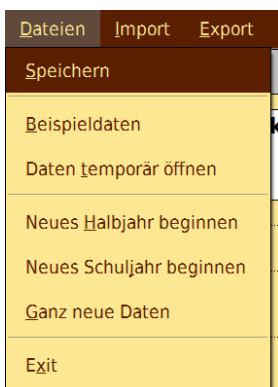 Dateien Import Export
Speichern
Beispieldaten
Daten temporär öffnen
Neues Halbjahr beginnen
Neues Schuljahr beginnen
Ganz neue Daten
Exit